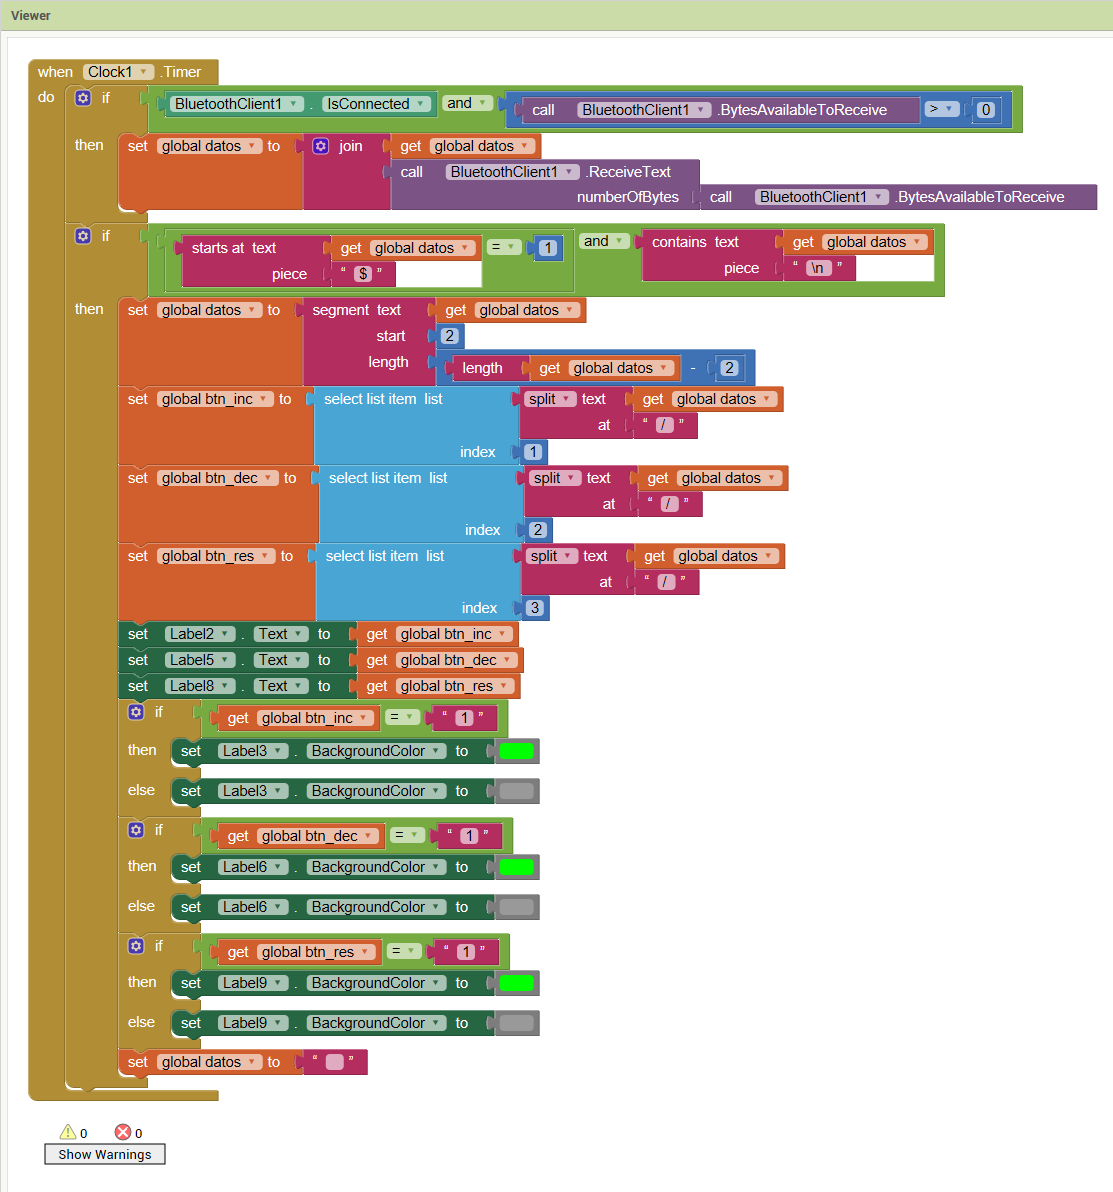 Viewer
when Clock1 .Timer
do if BluetoothClient1 . IsConnected and call BluetoothClient1 .BytesAvailableToReceive > 0
then set global datos to join get global datos
call BluetoothClient1 .ReceiveText
numberOfBytes call BluetoothClient1 .BytesAvailableToReceive
if starts at text get global datos = 1 and contains text get global datos
piece “ $ ” piece “ \n ”
then set global datos to segment text get global datos
start 2
length length get global datos - 2
set global btn_inc to select list item list split text get global datos
at “ / ”
index 1
set global btn_dec to select list item list split text get global datos
at “ / ”
index 2
set global btn_res to select list item list split text get global datos
at “ / ”
index 3
set Label2 . Text to get global btn_inc
set Label5 . Text to get global btn_dec
set Label8 . Text to get global btn_res
if get global btn_inc = “ 1 ”
then set Label3 . BackgroundColor to
else set Label3 . BackgroundColor to
if get global btn_dec = “ 1 ”
then set Label6 . BackgroundColor to
else set Label6 . BackgroundColor to
if get global btn_res = “ 1 ”
then set Label9 . BackgroundColor to
else set Label9 . BackgroundColor to
set global datos to “ ”
0 0
Show Warnings